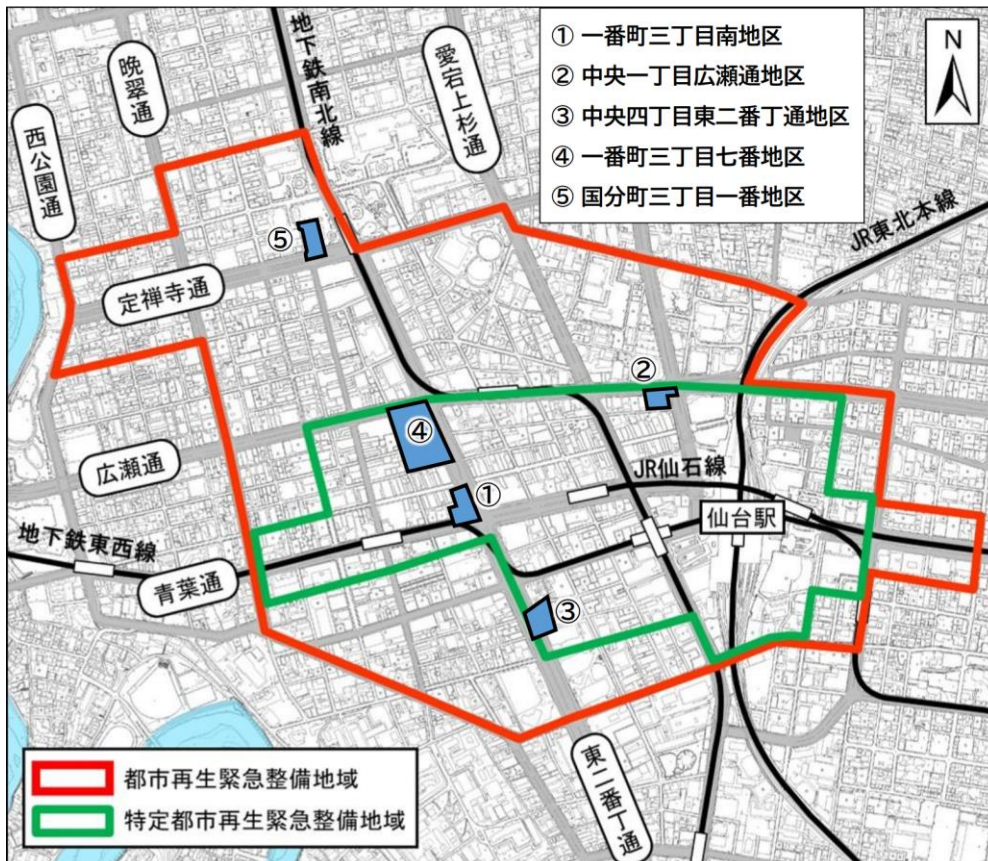 ① 一番町三丁目南地区
② 中央一丁目広瀬通地区
③ 中央四丁目東二番丁通地区
④ 一番町三丁目七番地区
⑤ 国分町三丁目一番地区
N
西公園通
晩翠通
地下鉄南北線
愛宕上杉通
JR東北本線
⑤
定禅寺通
②
④
広瀬通
①
JR仙石線
仙台駅
地下鉄東西線
青葉通
③
東二番丁通
都市再生緊急整備地域
特定都市再生緊急整備地域